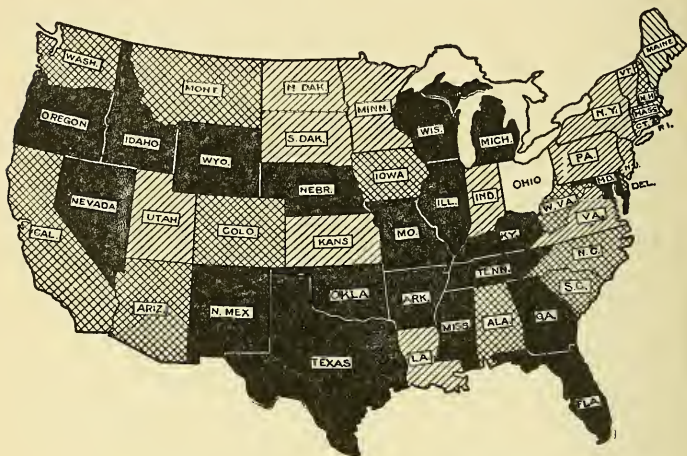 MAINE
WASH.
MONT.
N. DAK.
MINN.
VT.
N.H.
OREGON
IDAHO
S. DAK.
WIS.
MICH.
N.Y.
MASS
CT.
R.I.
WYO.
IOWA
PA.
N.J.
NEVADA
NEBR.
ILL.
IND.
OHIO
MD.
DEL.
UTAH
COLO
W.VA.
VA.
CAL.
KANS
MO.
KY.
N.C.
TENN.
ARIZ.
N. MEX
OKLA
ARK.
S.C.
MISS
ALA.
GA.
TEXAS
LA.
FLA.